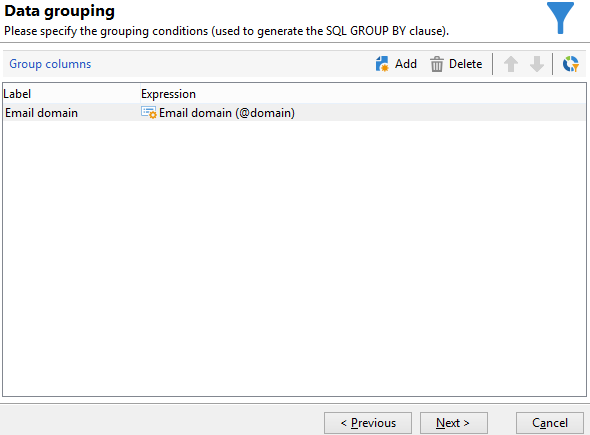 Data grouping
Please specify the grouping conditions (used to generate the SQL GROUP BY clause).
Group columns Add Delete
Label Expression
Email domain Email domain (@domain)
< Previous Next > Cancel